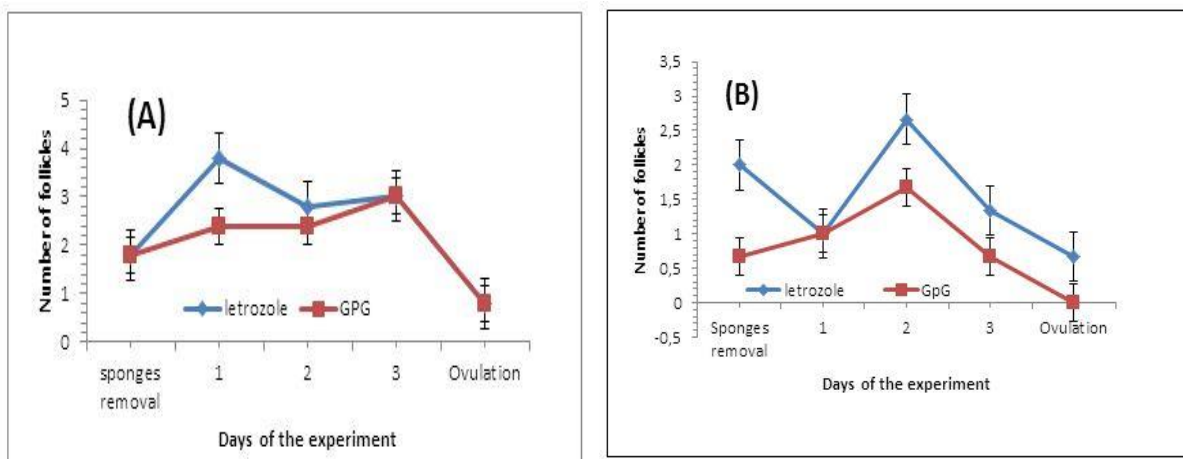 (A)
Number of follicles
5
4
3
2
1
0
letrozole
GPG
sponges
removal
1
2
3
Ovulation
Days of the experiment
(B)
Number of follicles
3,5
3
2,5
2
1,5
1
0,5
0
-0,5
letrozole
GpG
Sponges
removal
1
2
3
Ovulation
Days of the experiment